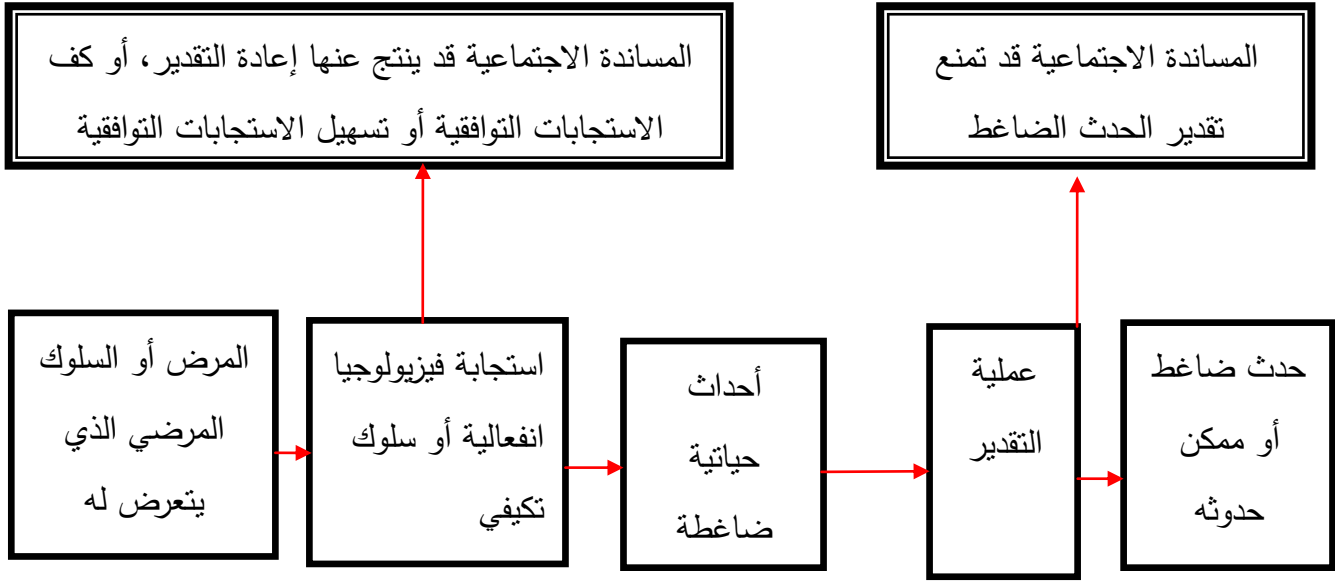 المساندة الاجتماعية قد تمنع
تقدير الحدث الضاغط
المساندة الاجتماعية قد ينتج عنها إعادة التقدير، أو كف
الاستجابات التوافقية أو تسهيل الاستجابات التوافقية
حدث ضاغط
أو ممكن
حدوثه
عملية
التقدير
أحداث
حياتية
ضاغطة
استجابة فيزيولوجيا
انفعالية أو سلوك
تكيفي
المرض أو السلوك
المرضي الذي
يتعرض له